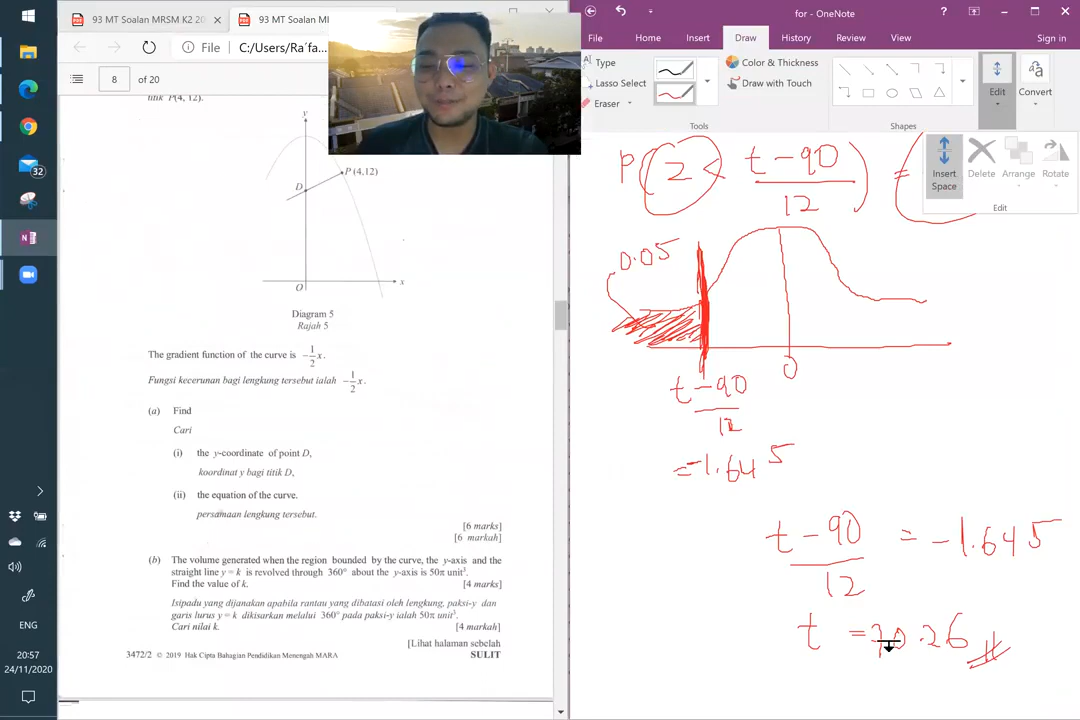 93 MT Soalan MRSM K2 20
93 MT Soalan MI
File
C:/Users/Ra´fa...
8
of 20
titik P(4, 12).
y
D
P (4,12)
O
x
Diagram 5
Rajah 5
The gradient function of the curve is -1/2 x.
Fungsi kecerunan bagi lengkung tersebut ialah -1/2 x.
(a) Find
Cari
(i) the y-coordinate of point D,
koordinat y bagi titik D,
(ii) the equation of the curve.
persamaan lengkung tersebut.
[6 marks]
[6 markah]
(b) The volume generated when the region bounded by the curve, the y-axis and the
straight line y = k is revolved through 360° about the y-axis is 50π unit³.
Find the value of k. [4 marks]
Isipadu yang dijanakan apabila rantau yang dibatasi oleh lengkung, paksi-y dan
garis lurus y = k dikisarkan melalui 360° pada paksi-y ialah 50π unit³.
Cari nilai k. [4 markah]
[Lihat halaman sebelah
3472/2 © 2019 Hak Cipta Bahagian Pendidikan Menengah MARA SULIT
32
ENG
20:57
24/11/2020
for - OneNote
?
File Home Insert Draw History Review View Sign in
Type
Lasso Select
Eraser
Color & Thickness
Draw with Touch
Edit
Convert
Tools
Shapes
Insert Space
Delete
Arrange
Rotate
Edit
P ( Z < t-90/12 ) =
0.05
0
t-90/12
= -1.645
t-90/12 = -1.645
t = 70.26